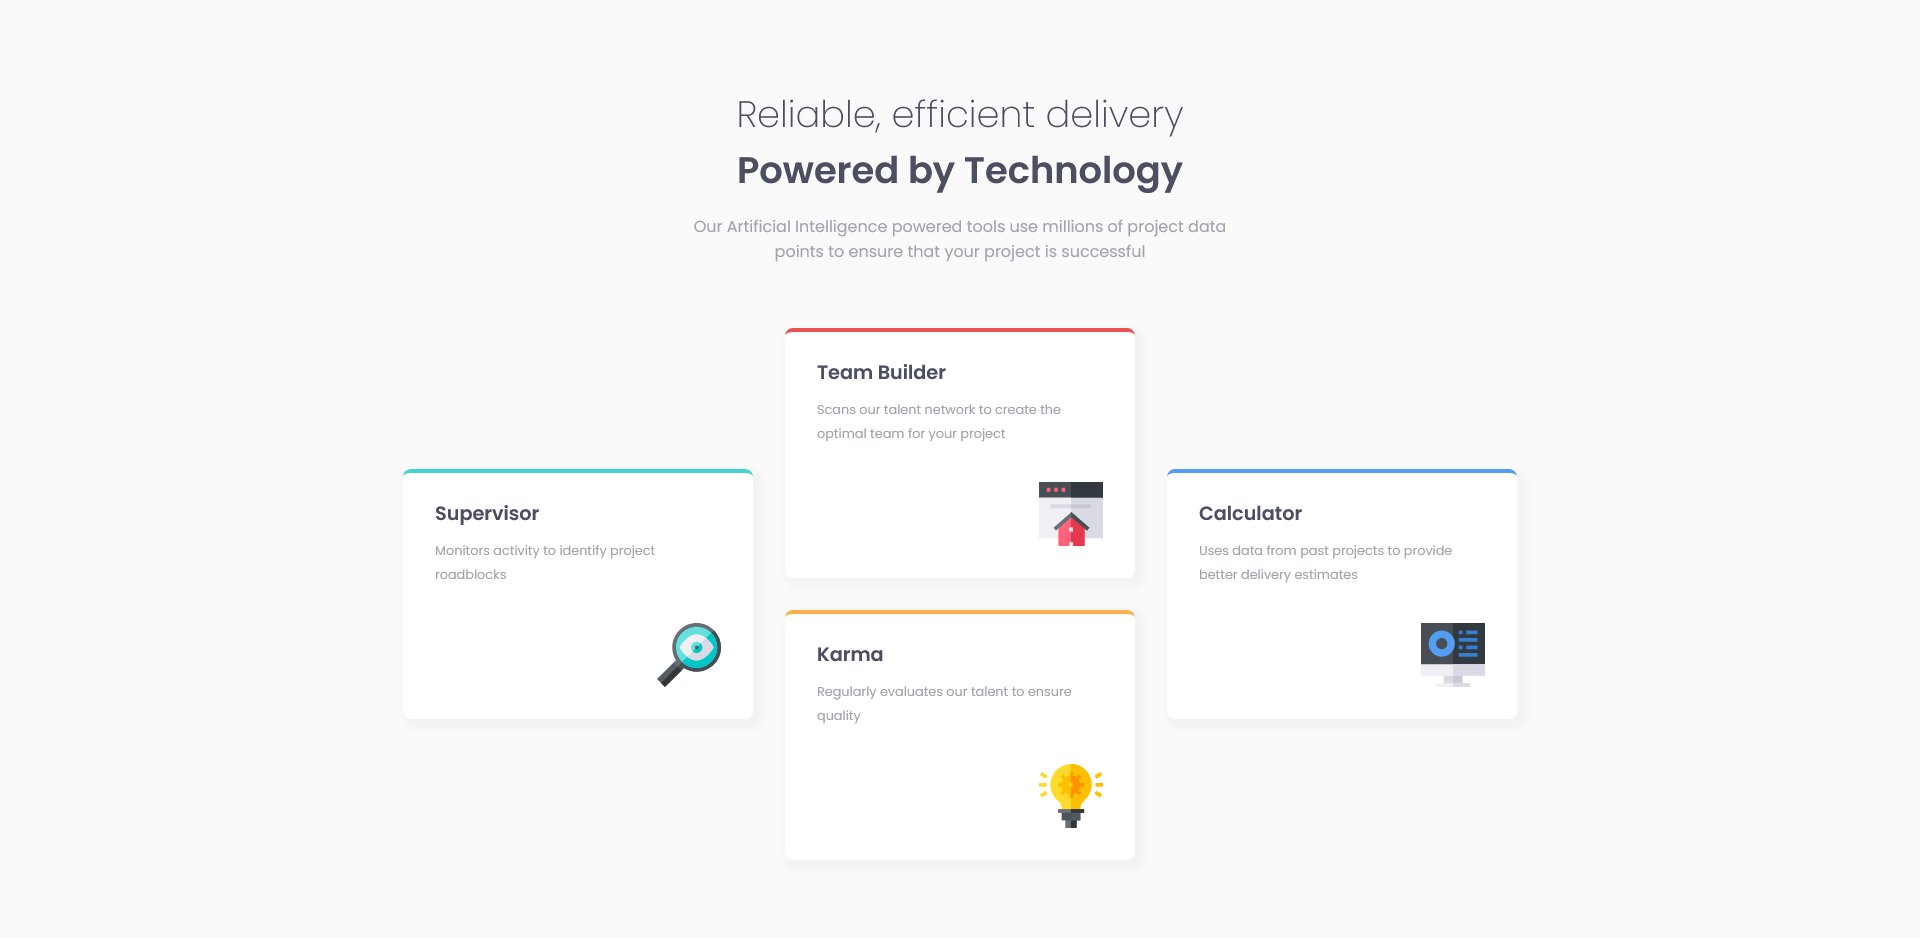 Reliable, efficient delivery
Powered by Technology
Our Artificial Intelligence powered tools use millions of project data
points to ensure that your project is successful
Team Builder
Scans our talent network to create the
optimal team for your project
Supervisor
Monitors activity to identify project
roadblocks
Calculator
Uses data from past projects to provide
better delivery estimates
Karma
Regularly evaluates our talent to ensure
quality